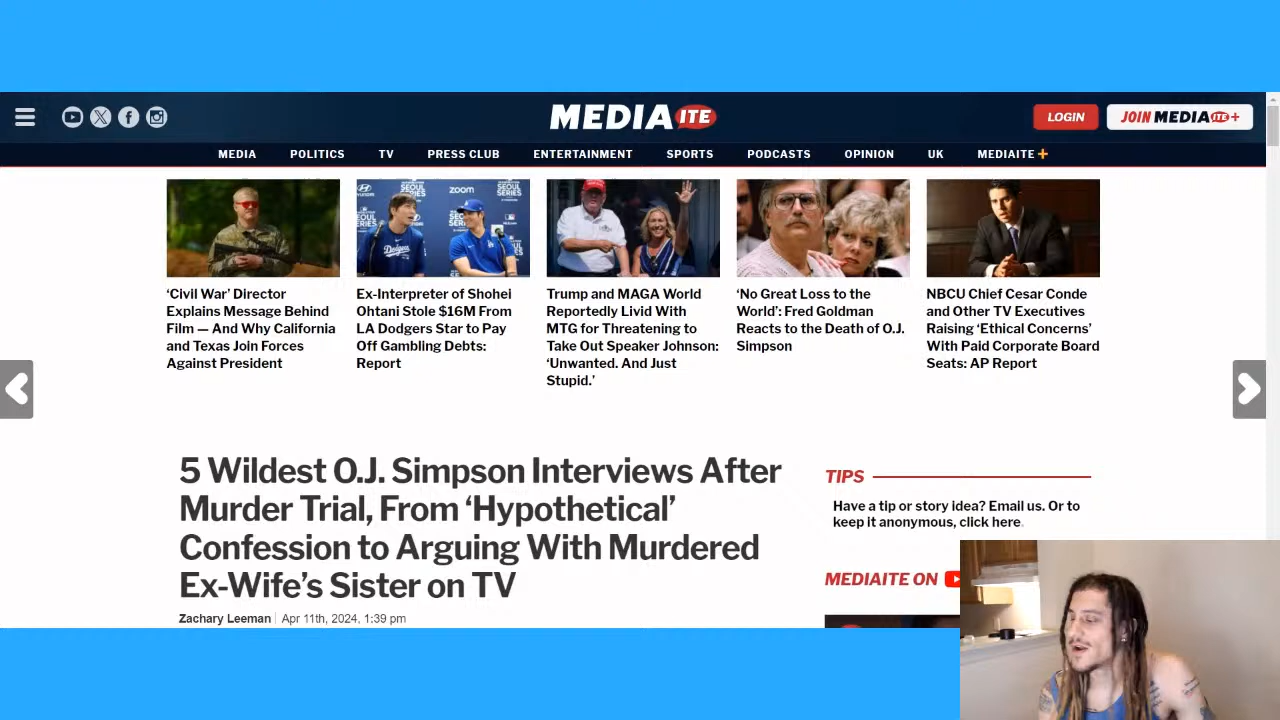 MEDIAITE
LOGIN
JOIN MEDIAITE+
MEDIA POLITICS TV PRESS CLUB ENTERTAINMENT SPORTS PODCASTS OPINION UK MEDIAITE +
HYUNDAI
SEOUL
SERIES
zoom
SEOUL
SERIES
Dodgers
‘Civil War’ Director
Explains Message Behind
Film — And Why California
and Texas Join Forces
Against President
Ex-Interpreter of Shohei
Ohtani Stole $16M From
LA Dodgers Star to Pay
Off Gambling Debts:
Report
Trump and MAGA World
Reportedly Livid With
MTG for Threatening to
Take Out Speaker Johnson:
‘Unwanted. And Just
Stupid.’
‘No Great Loss to the
World’: Fred Goldman
Reacts to the Death of O.J.
Simpson
NBCU Chief Cesar Conde
and Other TV Executives
Raising ‘Ethical Concerns’
With Paid Corporate Board
Seats: AP Report
5 Wildest O.J. Simpson Interviews After
Murder Trial, From ‘Hypothetical’
Confession to Arguing With Murdered
Ex-Wife’s Sister on TV
Zachary Leeman | Apr 11th, 2024, 1:39 pm
TIPS
Have a tip or story idea? Email us. Or to
keep it anonymous, click here.
MEDIAITE ON